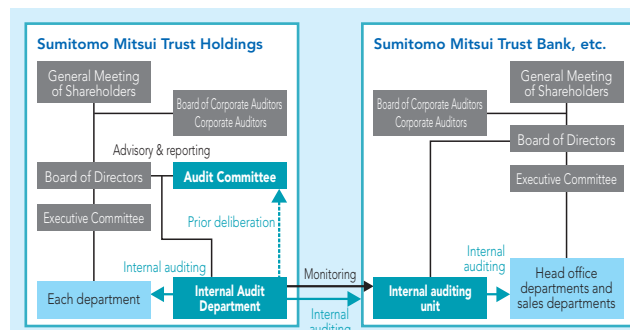 Sumitomo Mitsui Trust Holdings
General Meeting
of Shareholders
Board of Corporate Auditors
Corporate Auditors
Advisory & reporting
Board of Directors
Audit Committee
Executive Committee
Prior deliberation
Internal auditing
Each department
Internal Audit
Department
Monitoring
Internal
auditing
Sumitomo Mitsui Trust Bank, etc.
General Meeting
of Shareholders
Board of Corporate Auditors
Corporate Auditors
Board of Directors
Executive Committee
Internal
auditing
Internal auditing
unit
Head office
departments and
sales departments